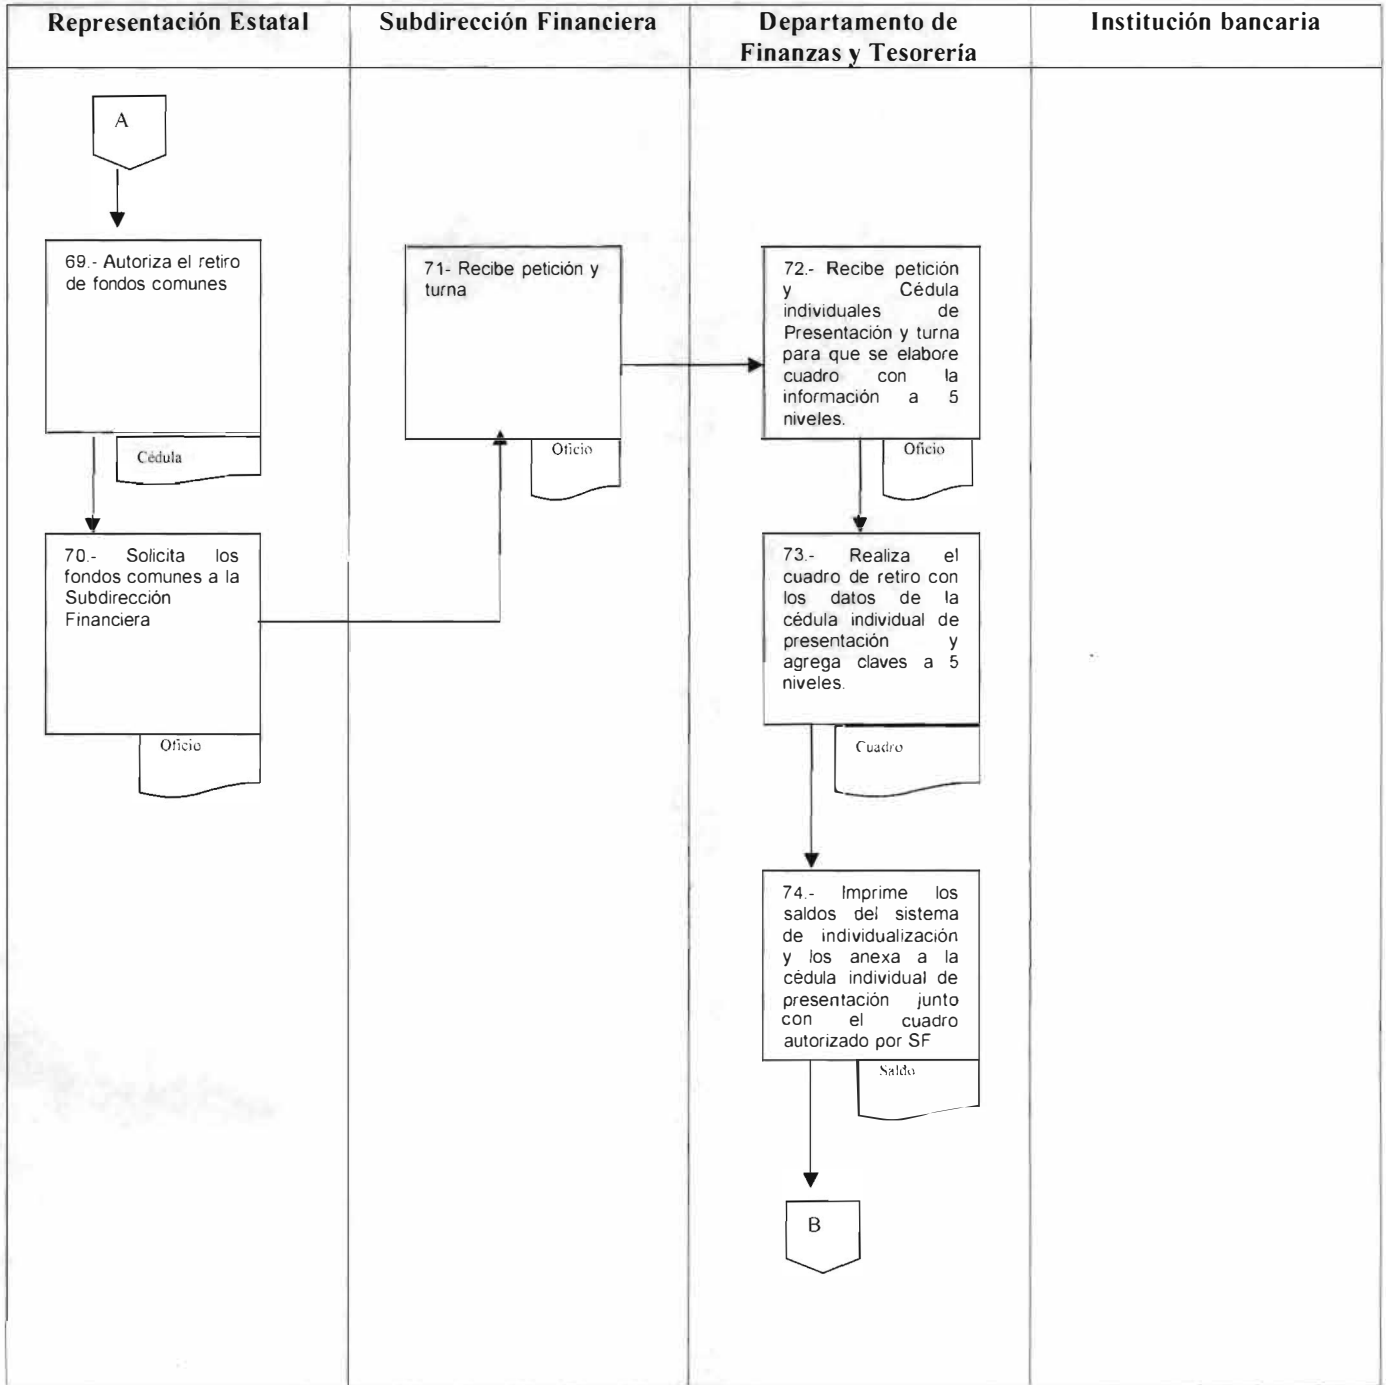 Representación Estatal
Subdirección Financiera
Departamento de
Finanzas y Tesorería
Institución bancaria
A
69.- Autoriza el retiro
de fondos comunes
Cédula
70.- Solicita los
fondos comunes a la
Subdirección
Financiera
Oficio
71- Recibe petición y
turna
Oficio
72.- Recibe petición
y Cédula
individuales de
Presentación y turna
para que se elabore
cuadro con la
información a 5
niveles.
Oficio
73.- Realiza el
cuadro de retiro con
los datos de la
cédula individual de
presentación y
agrega claves a 5
niveles.
Cuadro
74.- Imprime los
saldos del sistema
de individualización
y los anexa a la
cédula individual de
presentación junto
con el cuadro
autorizado por SF
Saldo
B